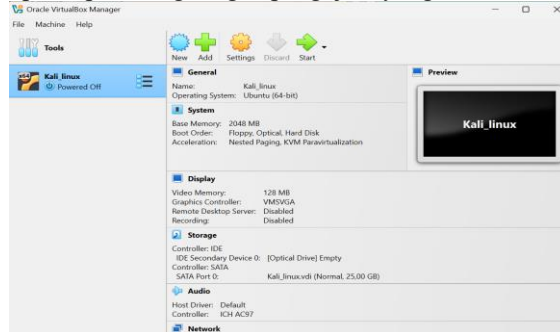 Oracle VirtualBox Manager
File Machine Help
Tools
New Add Settings Discard Start
Kali_linux
Powered Off
General
Name: Kali_linux
Operating System: Ubuntu (64-bit)
System
Base Memory: 2048 MB
Boot Order: Floppy, Optical, Hard Disk
Acceleration: Nested Paging, KVM Paravirtualization
Preview
Kali_linux
Display
Video Memory: 128 MB
Graphics Controller: VMSVGA
Remote Desktop Server: Disabled
Recording: Disabled
Storage
Controller: IDE
IDE Secondary Device 0: [Optical Drive] Empty
Controller: SATA
SATA Port 0: Kali_linux.vdi (Normal, 25,00 GB)
Audio
Host Driver: Default
Controller: ICH AC97
Network